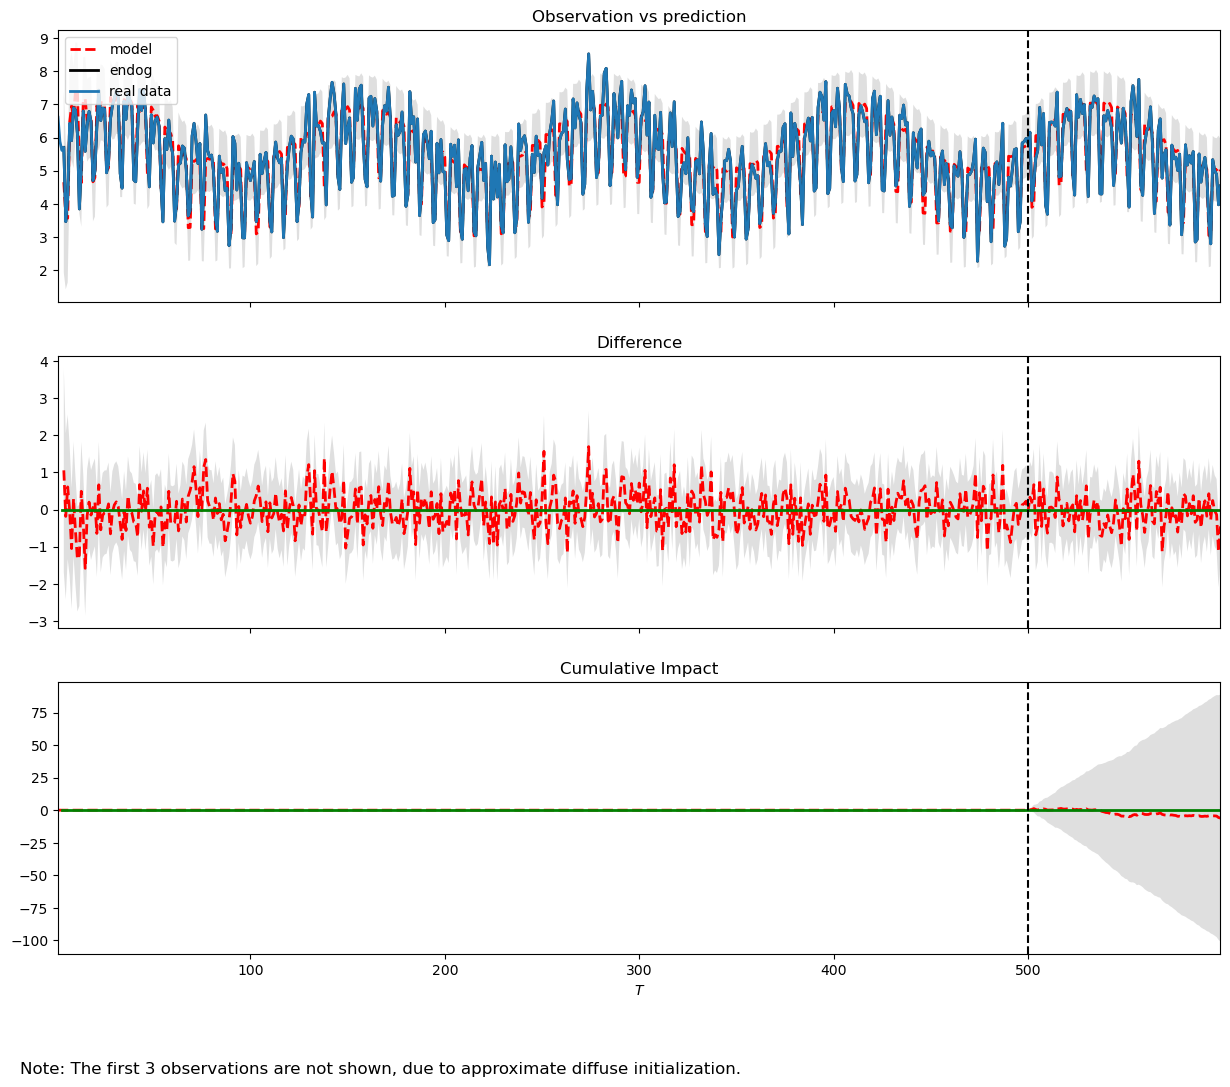 Observation vs prediction
9
8
7
6
5
4
3
2
model
endog
real data
Difference
4
3
2
1
0
−1
−2
−3
Cumulative Impact
75
50
25
0
−25
−50
−75
−100
100 200 300 400 500
T
Note: The first 3 observations are not shown, due to approximate diffuse initialization.